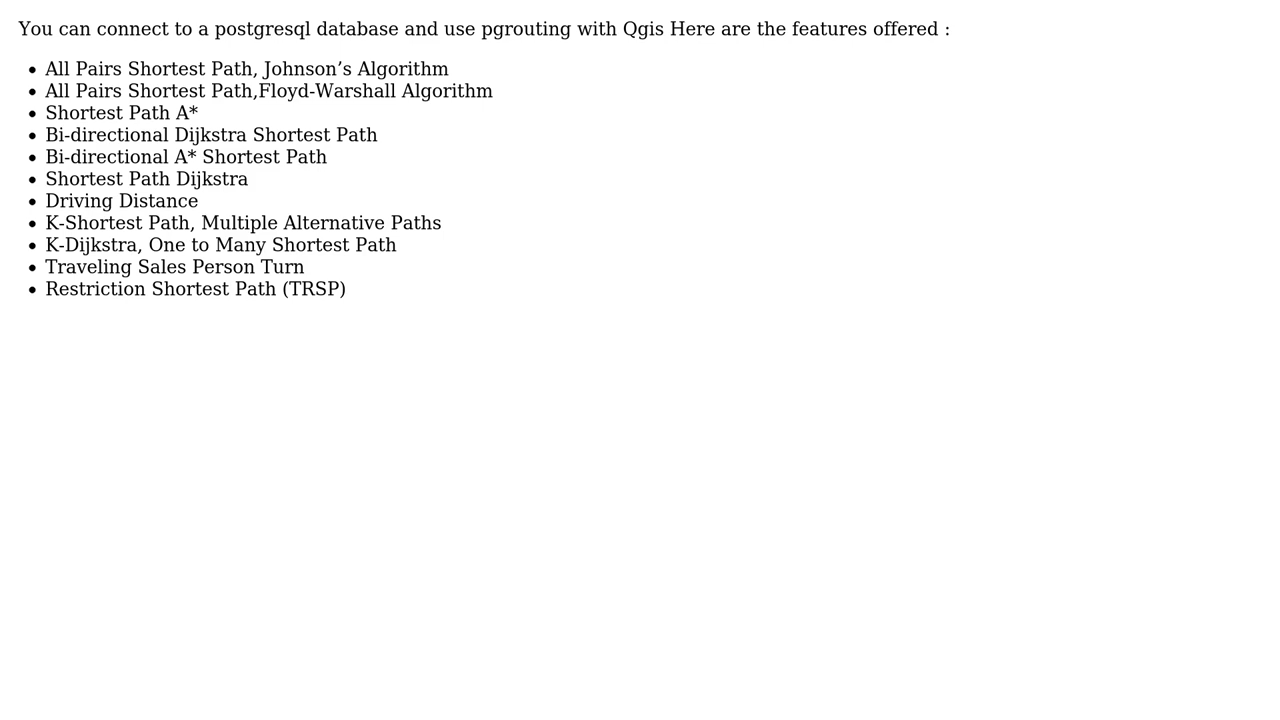 You can connect to a postgresql database and use pgrouting with Qgis Here are the features offered :
• All Pairs Shortest Path, Johnson’s Algorithm
• All Pairs Shortest Path,Floyd-Warshall Algorithm
• Shortest Path A*
• Bi-directional Dijkstra Shortest Path
• Bi-directional A* Shortest Path
• Shortest Path Dijkstra
• Driving Distance
• K-Shortest Path, Multiple Alternative Paths
• K-Dijkstra, One to Many Shortest Path
• Traveling Sales Person Turn
• Restriction Shortest Path (TRSP)